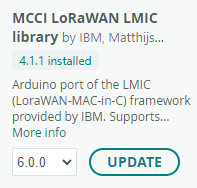 MCCI LoRaWAN LMIC
library by IBM, Matthijs...
4.1.1 installed
Arduino port of the LMIC
(LoraWAN-MAC-in-C) framework
provided by IBM. Supports...
More info
6.0.0 UPDATE